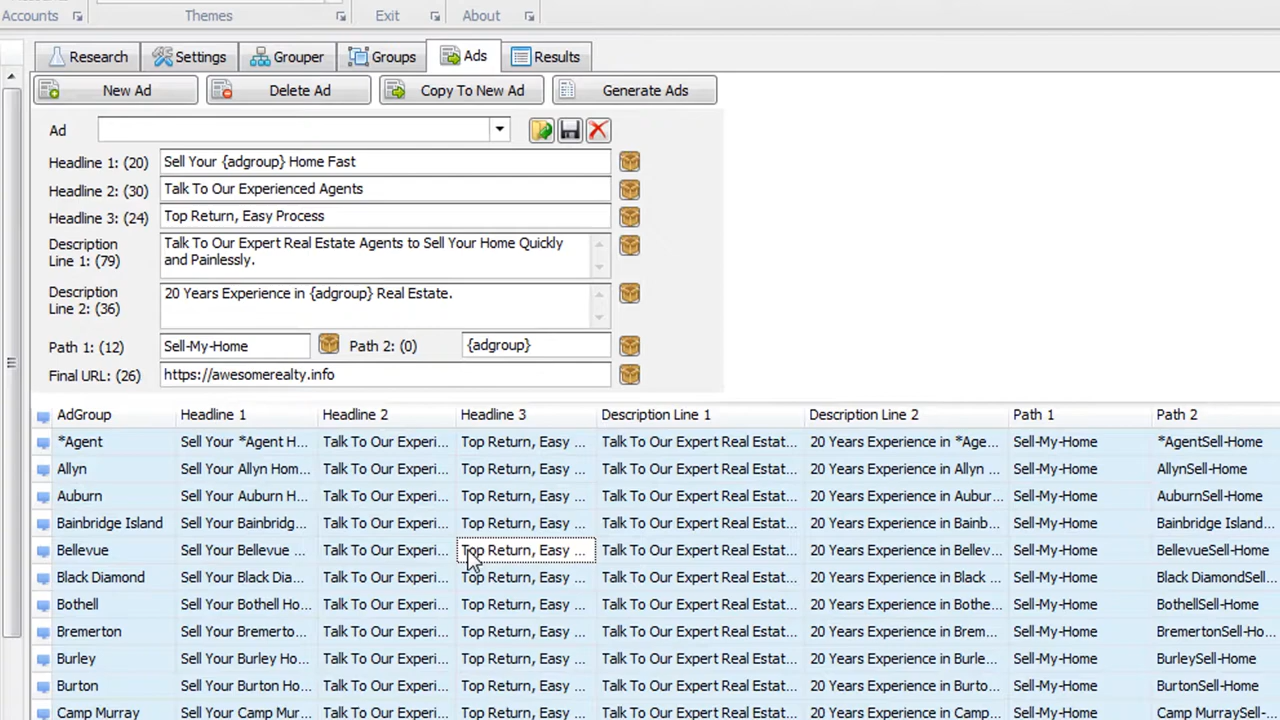 Accounts Themes Exit About
Research Settings Grouper Groups Ads Results
New Ad Delete Ad Copy To New Ad Generate Ads
Ad
Headline 1: (20) Sell Your {adgroup} Home Fast
Headline 2: (30) Talk To Our Experienced Agents
Headline 3: (24) Top Return, Easy Process
Description Line 1: (79) Talk To Our Expert Real Estate Agents to Sell Your Home Quickly
and Painlessly.
Description Line 2: (36) 20 Years Experience in {adgroup} Real Estate.
Path 1: (12) Sell-My-Home Path 2: (0) {adgroup}
Final URL: (26) https://awesomerealty.info
AdGroup Headline 1 Headline 2 Headline 3 Description Line 1 Description Line 2 Path 1 Path 2
*Agent Sell Your *Agent H... Talk To Our Experi... Top Return, Easy ... Talk To Our Expert Real Estat... 20 Years Experience in *Age... Sell-My-Home *AgentSell-Home
Allyn Sell Your Allyn Hom... Talk To Our Experi... Top Return, Easy ... Talk To Our Expert Real Estat... 20 Years Experience in Allyn ... Sell-My-Home AllynSell-Home
Auburn Sell Your Auburn H... Talk To Our Experi... Top Return, Easy ... Talk To Our Expert Real Estat... 20 Years Experience in Aubur... Sell-My-Home AuburnSell-Home
Bainbridge Island Sell Your Bainbridg... Talk To Our Experi... Top Return, Easy ... Talk To Our Expert Real Estat... 20 Years Experience in Bainb... Sell-My-Home Bainbridge Island...
Bellevue Sell Your Bellevue ... Talk To Our Experi... Top Return, Easy ... Talk To Our Expert Real Estat... 20 Years Experience in Bellev... Sell-My-Home BellevueSell-Home
Black Diamond Sell Your Black Dia... Talk To Our Experi... Top Return, Easy ... Talk To Our Expert Real Estat... 20 Years Experience in Black ... Sell-My-Home Black DiamondSell...
Bothell Sell Your Bothell Ho... Talk To Our Experi... Top Return, Easy ... Talk To Our Expert Real Estat... 20 Years Experience in Bothe... Sell-My-Home BothellSell-Home
Bremerton Sell Your Bremerto... Talk To Our Experi... Top Return, Easy ... Talk To Our Expert Real Estat... 20 Years Experience in Brem... Sell-My-Home BremertonSell-Ho...
Burley Sell Your Burley Ho... Talk To Our Experi... Top Return, Easy ... Talk To Our Expert Real Estat... 20 Years Experience in Burle... Sell-My-Home BurleySell-Home
Burton Sell Your Burton Ho... Talk To Our Experi... Top Return, Easy ... Talk To Our Expert Real Estat... 20 Years Experience in Burto... Sell-My-Home BurtonSell-Home
Camp Murray Sell Your Camp Mur... Talk To Our Experi... Top Return, Easy ... Talk To Our Expert Real Estat... 20 Years Experience in Camp... Sell-My-Home Camp MurraySell-...